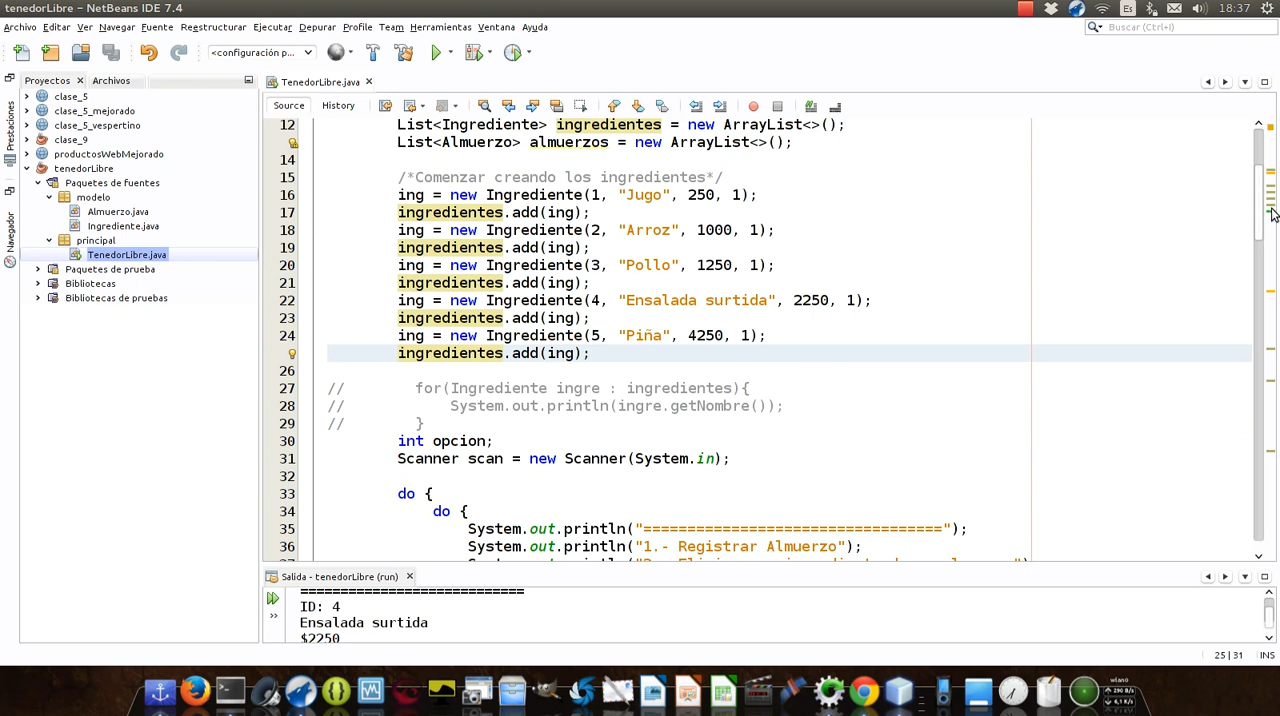 tenedorLibre - NetBeans IDE 7.4
Es
18:37
Archivo Editar Ver Navegar Fuente Reestructurar Ejecutar Depurar Profile Team Herramientas Ventana Ayuda
Buscar (Ctrl+I)
<configuración p...
Proyectos
Archivos
TenedorLibre.java
Source
History
Prestaciones
Navegador
clase_5
clase_5_mejorado
clase_5_vespertino
clase_9
productosWebMejorado
tenedorLibre
Paquetes de fuentes
modelo
Almuerzo.java
Ingrediente.java
principal
TenedorLibre.java
Paquetes de prueba
Bibliotecas
Bibliotecas de pruebas
12 List<Ingrediente> ingredientes = new ArrayList<>();
List<Almuerzo> almuerzos = new ArrayList<>();
14
15 /*Comenzar creando los ingredientes*/
16 ing = new Ingrediente(1, "Jugo", 250, 1);
17 ingredientes.add(ing);
18 ing = new Ingrediente(2, "Arroz", 1000, 1);
19 ingredientes.add(ing);
20 ing = new Ingrediente(3, "Pollo", 1250, 1);
21 ingredientes.add(ing);
22 ing = new Ingrediente(4, "Ensalada surtida", 2250, 1);
23 ingredientes.add(ing);
24 ing = new Ingrediente(5, "Piña", 4250, 1);
ingredientes.add(ing);
26
27 // for(Ingrediente ingre : ingredientes){
28 // System.out.println(ingre.getNombre());
29 // }
30 int opcion;
31 Scanner scan = new Scanner(System.in);
32
33 do {
34 do {
35 System.out.println("==================================");
36 System.out.println("1.- Registrar Almuerzo");
Salida - tenedorLibre (run)
============================
ID: 4
Ensalada surtida
$2250
25 | 31 INS
wlan0
290 B/s
6,1 K/s